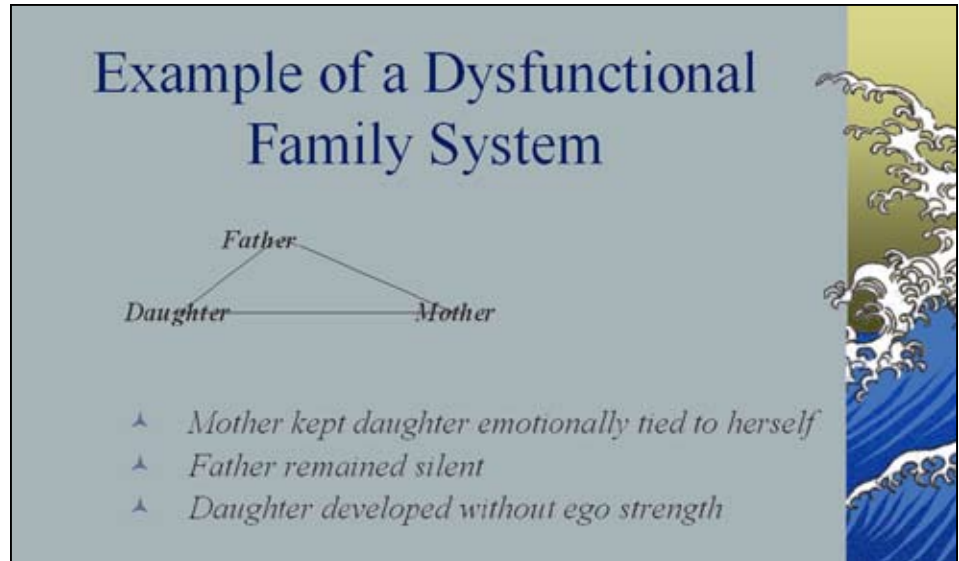 Example of a Dysfunctional
Family System
Father
Daughter
Mother
Mother kept daughter emotionally tied to herself
Father remained silent
Daughter developed without ego strength